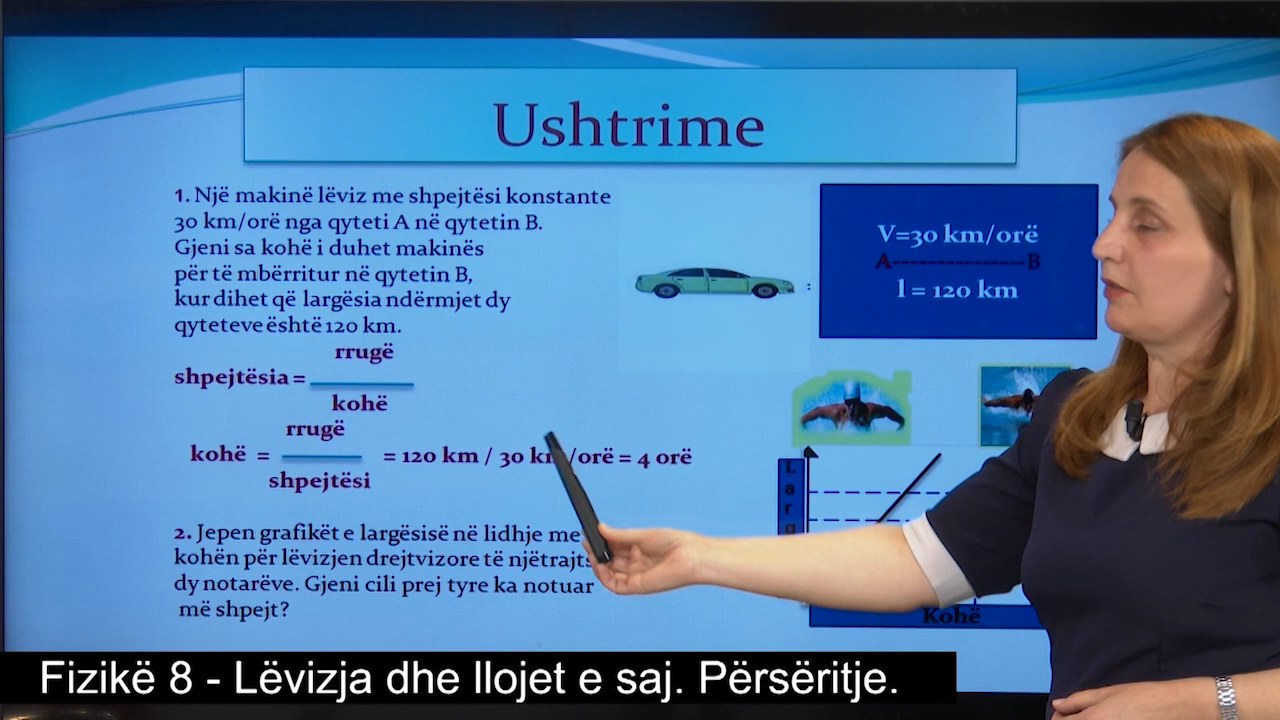 Ushtrime
1. Një makinë lëviz me shpejtësi konstante
30 km/orë nga qyteti A në qytetin B.
Gjeni sa kohë i duhet makinës
për të mbërritur në qytetin B,
kur dihet që largësia ndërmjet dy
qyteteve është 120 km.
rrugë
shpejtësia =
kohë
rrugë
kohë = = 120 km / 30 /orë = 4 orë
shpejtësi
V=30 km/orë
A---------------B
l = 120 km
2. Jepen grafikët e largësisë në lidhje me
kohën për lëvizjen drejtvizore të
dy notarëve. Gjeni cili prej tyre ka notuar
më shpejt?
L
a
r
Kohë
Fizikë 8 - Lëvizja dhe llojet e saj. Përsëritje.